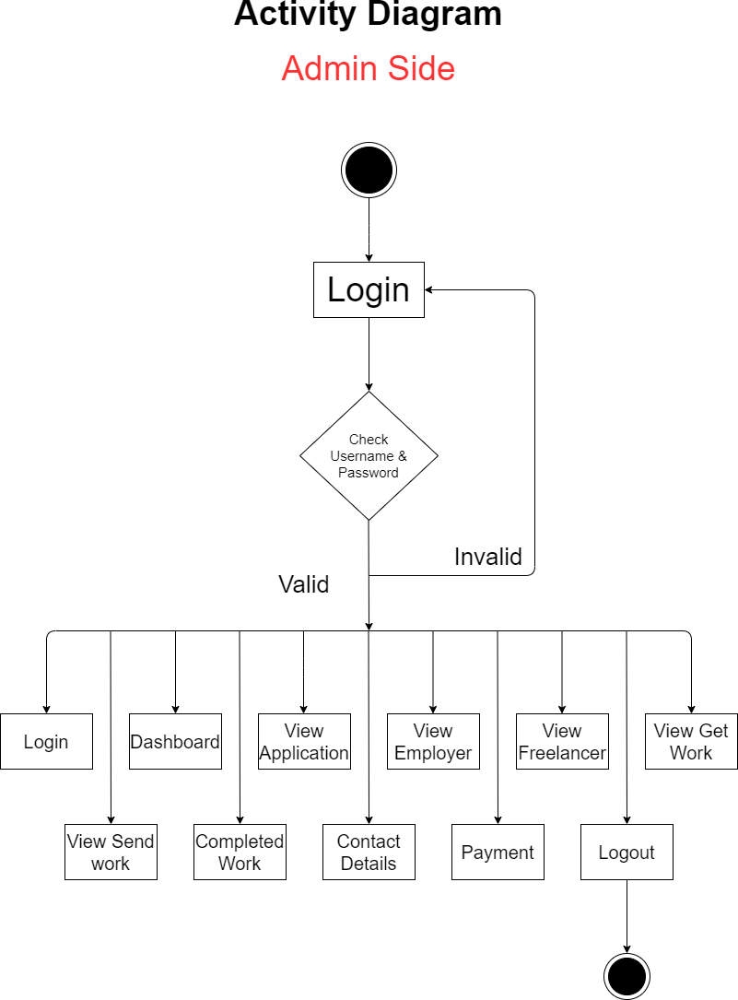 Activity Diagram
Admin Side
Login
Check
Username &
Password
Invalid
Valid
Login
Dashboard
View
Application
View
Employer
View
Freelancer
View Get
Work
View Send
work
Completed
Work
Contact
Details
Payment
Logout